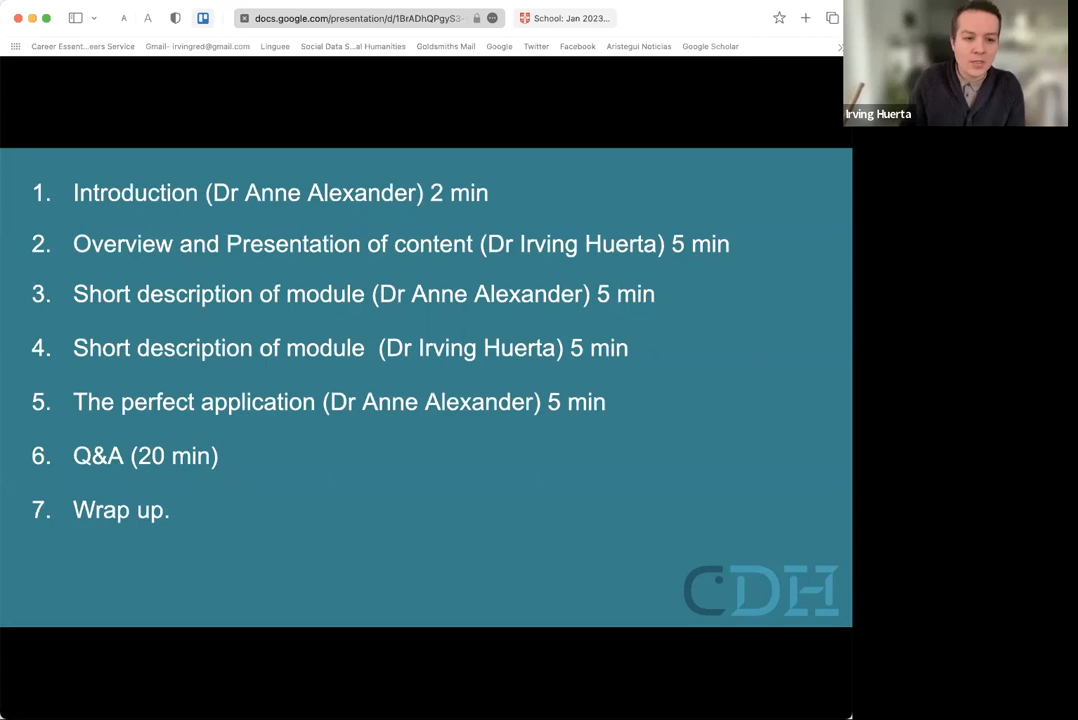 A A docs.google.com/presentation/d/1BrADhQPgyS3- School: Jan 2023...
Career Essent...eers Service Gmail- irvingred@gmail.com Linguee Social Data S...al Humanities Goldsmiths Mail Google Twitter Facebook Aristegui Noticias Google Scholar
Irving Huerta
1. Introduction (Dr Anne Alexander) 2 min
2. Overview and Presentation of content (Dr Irving Huerta) 5 min
3. Short description of module (Dr Anne Alexander) 5 min
4. Short description of module (Dr Irving Huerta) 5 min
5. The perfect application (Dr Anne Alexander) 5 min
6. Q&A (20 min)
7. Wrap up.
CDH